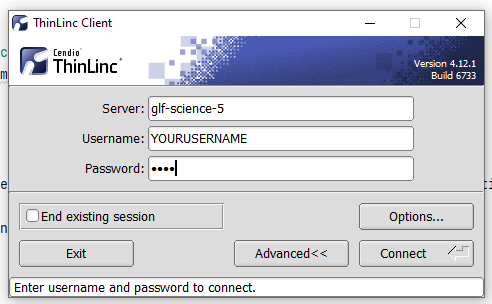 ThinLinc Client
Cendio
ThinLinc®
Version 4.12.1
Build 6733
Server: glf-science-5
Username: YOURUSERNAME
Password: ••••
End existing session
Options...
Exit
Advanced<<
Connect
Enter username and password to connect.